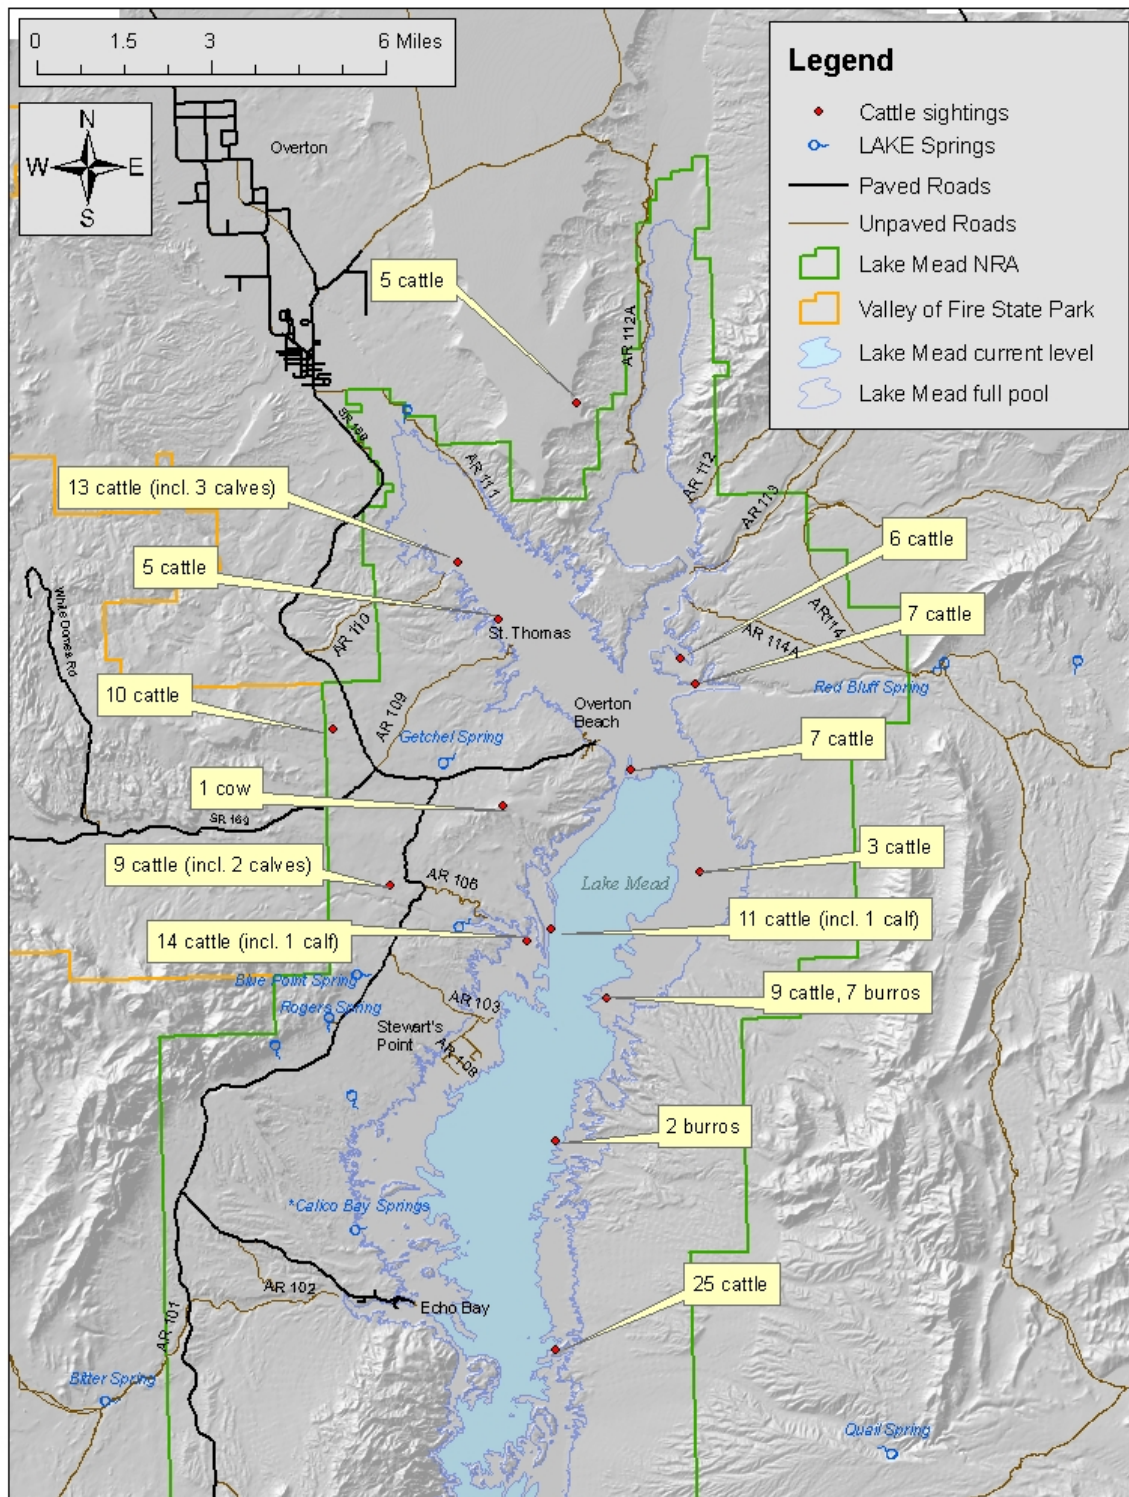 0 1.5 3 6 Miles
N
W E
S
Legend
Cattle sightings
LAKE Springs
Paved Roads
Unpaved Roads
Lake Mead NRA
Valley of Fire State Park
Lake Mead current level
Lake Mead full pool
Overton
5 cattle
AR 112A
SR 169
AR 111
AR 112
AR 113
13 cattle (incl. 3 calves)
6 cattle
5 cattle
7 cattle
White Domes Rd
AR 110
St. Thomas
AR114
AR 114A
Red Bluff Spring
10 cattle
AR 109
Overton
Beach
Getchel Spring
7 cattle
1 cow
SR 169
3 cattle
9 cattle (incl. 2 calves)
AR 106
Lake Mead
11 cattle (incl. 1 calf)
14 cattle (incl. 1 calf)
Blue Point Spring
9 cattle, 7 burros
Rogers Spring
AR 103
Stewart's
Point
AR 108
2 burros
*Calico Bay Springs
25 cattle
AR 102
Echo Bay
AR 101
Bitter Spring
Quail Spring